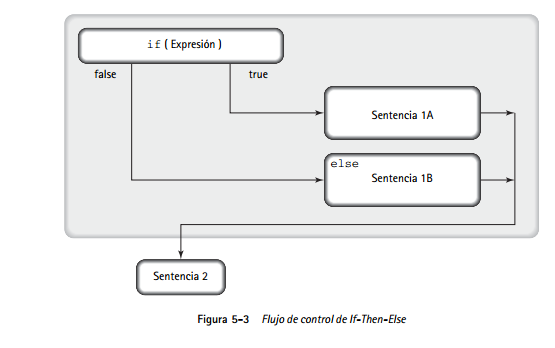 if ( Expresión )
false
true
Sentencia 1A
else
Sentencia 1B
Sentencia 2
Figura 5-3 Flujo de control de If-Then-Else